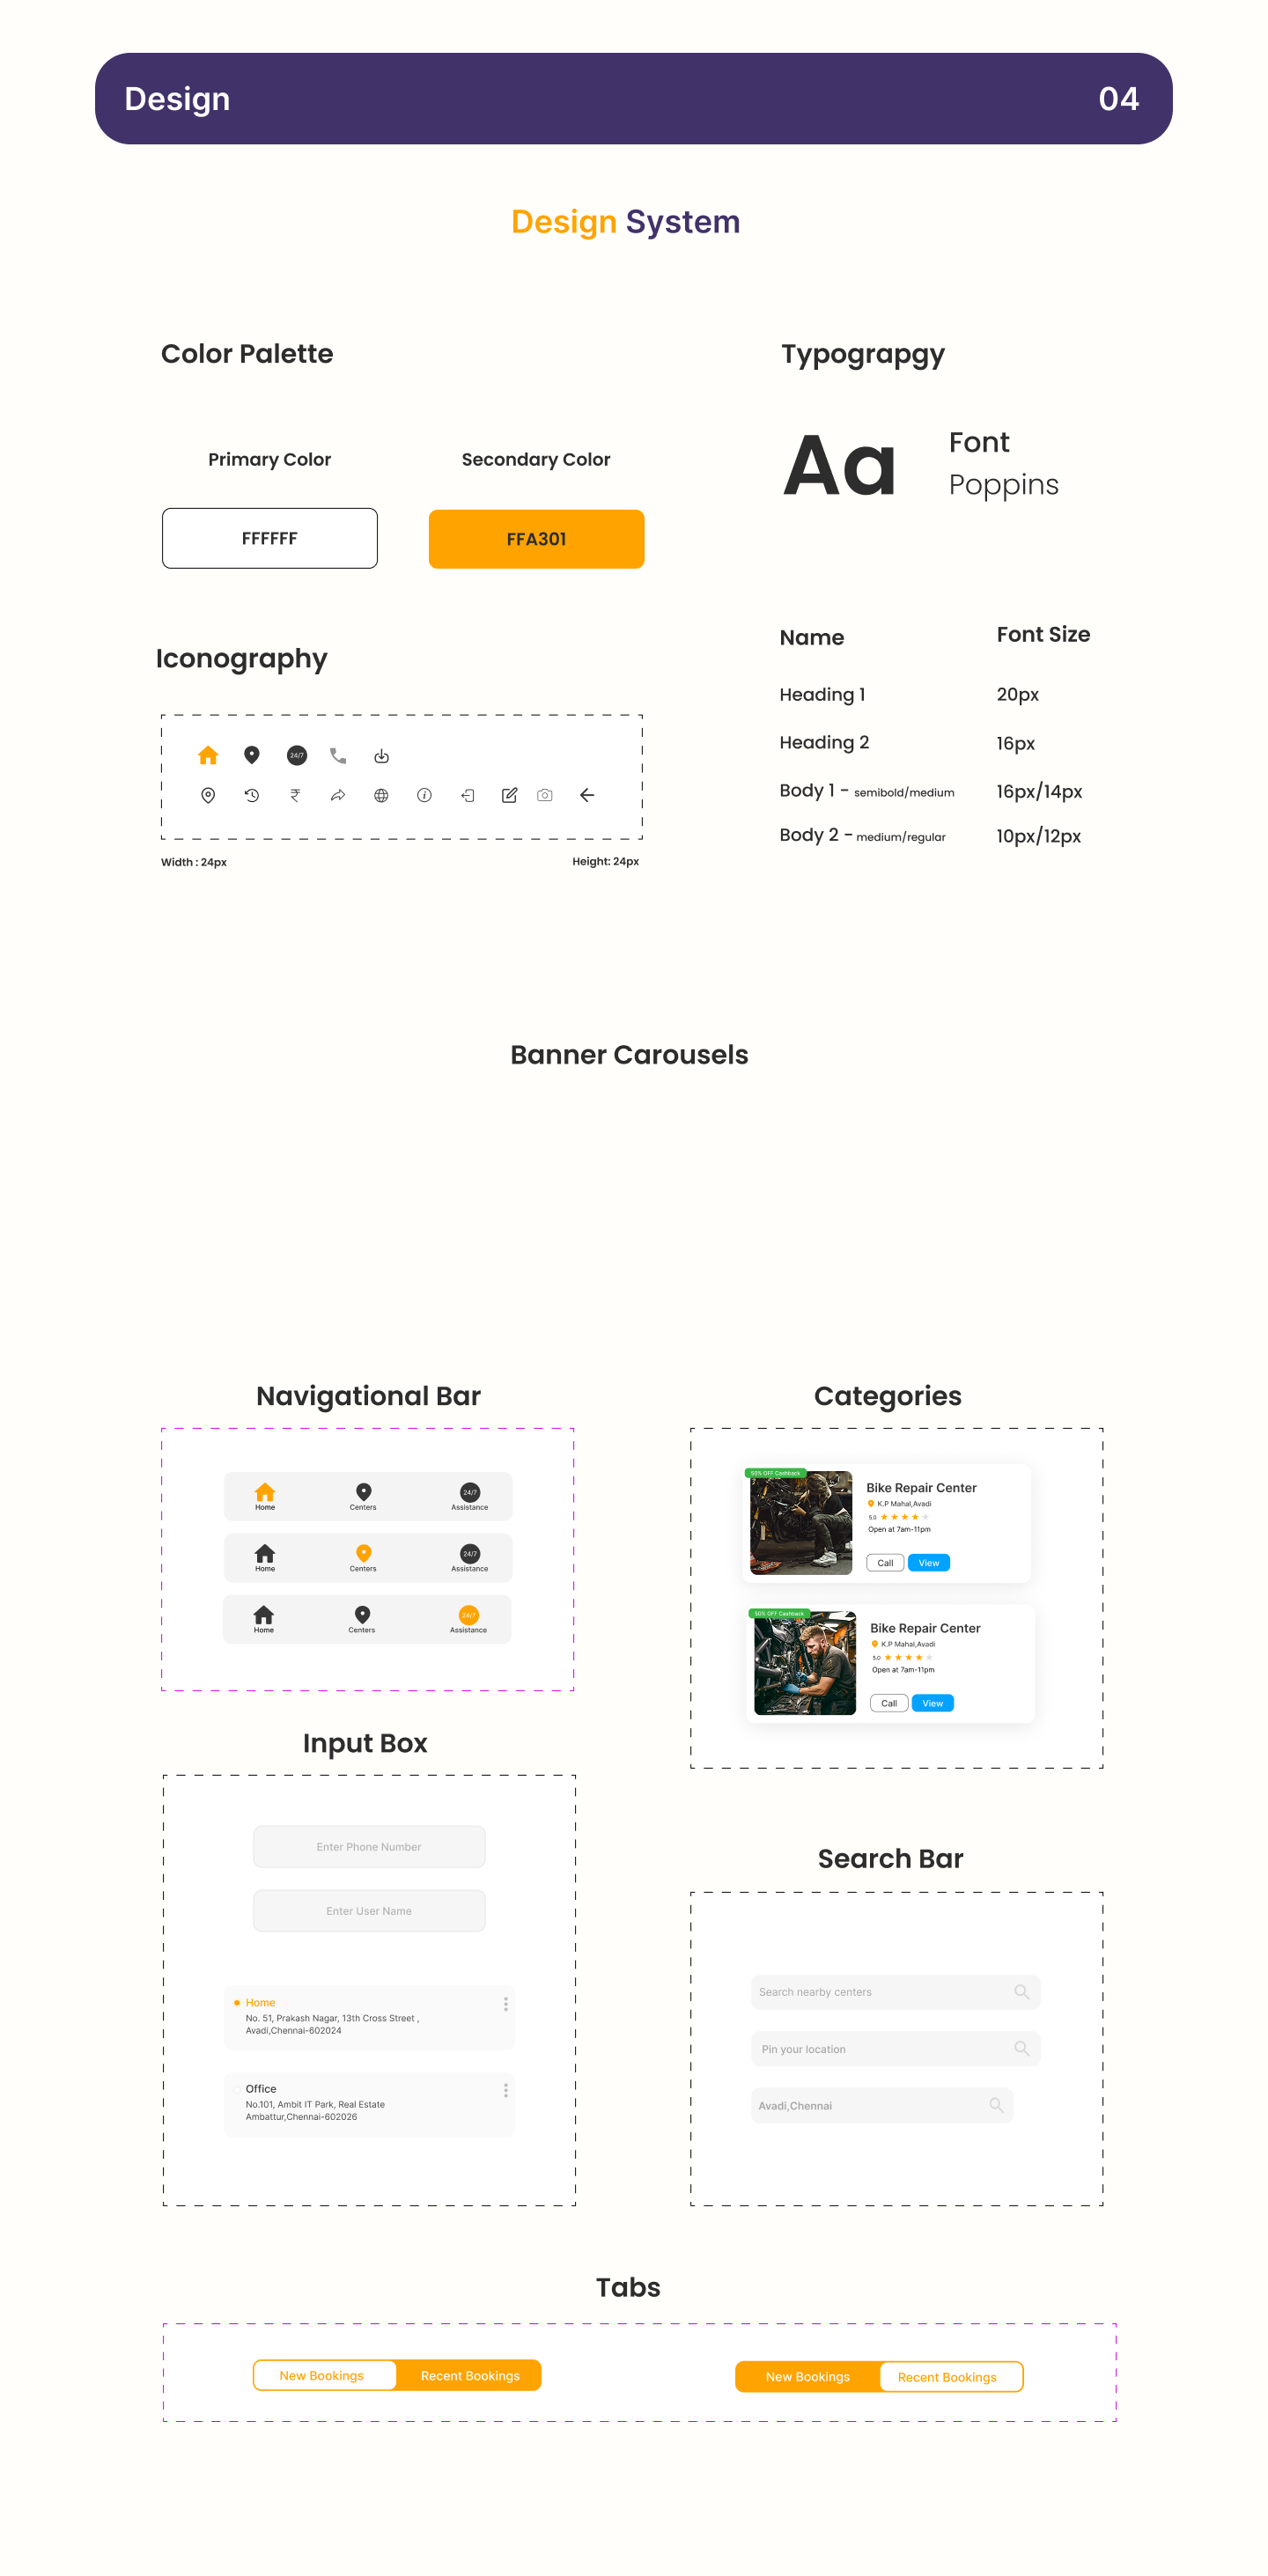 Design
04
Design System
Color Palette
Primary Color
Secondary Color
FFFFFF
FFA301
Iconography
24/7
Width : 24px
Height: 24px
Typograpgy
Aa
Font
Poppins
Name
Font Size
Heading 1
20px
Heading 2
16px
Body 1 - semibold/medium
16px/14px
Body 2 - medium/regular
10px/12px
Banner Carousels
Navigational Bar
24/7
Home
Centers
Assistance
24/7
Home
Centers
Assistance
24/7
Home
Centers
Assistance
Categories
50% OFF Cashback
Bike Repair Center
K.P Mahal,Avadi
5.0
Open at 7am-11pm
Call
View
50% OFF Cashback
Bike Repair Center
K.P Mahal,Avadi
5.0
Open at 7am-11pm
Call
View
Input Box
Enter Phone Number
Enter User Name
Home
No. 51, Prakash Nagar, 13th Cross Street ,
Avadi,Chennai-602024
Office
No.101, Ambit IT Park, Real Estate
Ambattur,Chennai-602026
Search Bar
Search nearby centers
Pin your location
Avadi,Chennai
Tabs
New Bookings
Recent Bookings
New Bookings
Recent Bookings